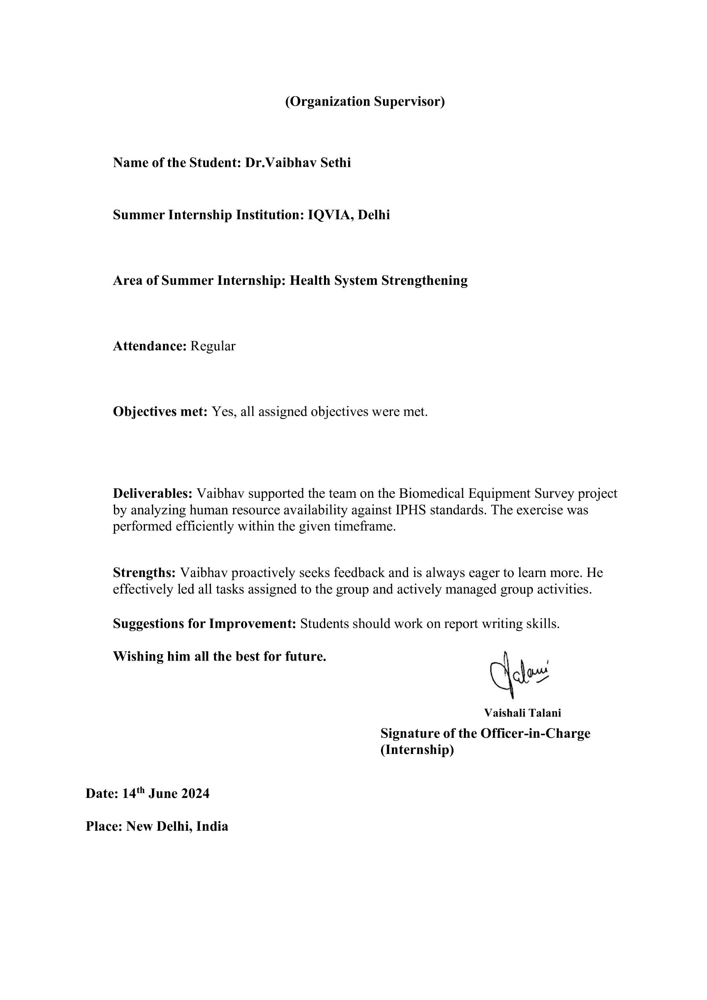 (Organization Supervisor)
Name of the Student: Dr.Vaibhav Sethi
Summer Internship Institution: IQVIA, Delhi
Area of Summer Internship: Health System Strengthening
Attendance: Regular
Objectives met: Yes, all assigned objectives were met.
Deliverables: Vaibhav supported the team on the Biomedical Equipment Survey project
by analyzing human resource availability against IPHS standards. The exercise was
performed efficiently within the given timeframe.
Strengths: Vaibhav proactively seeks feedback and is always eager to learn more. He
effectively led all tasks assigned to the group and actively managed group activities.
Suggestions for Improvement: Students should work on report writing skills.
Wishing him all the best for future.
Talani
Vaishali Talani
Signature of the Officer-in-Charge
(Internship)
Date: 14th June 2024
Place: New Delhi, India